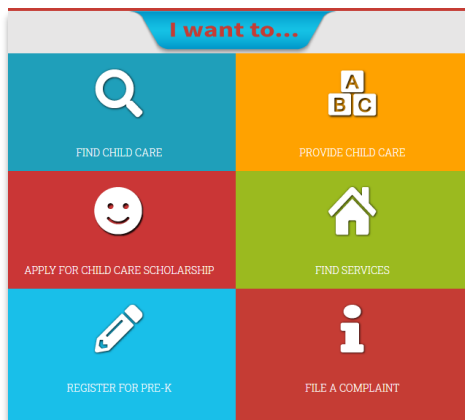 I want to...
FIND CHILD CARE
PROVIDE CHILD CARE
A
B C
APPLY FOR CHILD CARE SCHOLARSHIP
FIND SERVICES
REGISTER FOR PRE-K
FILE A COMPLAINT